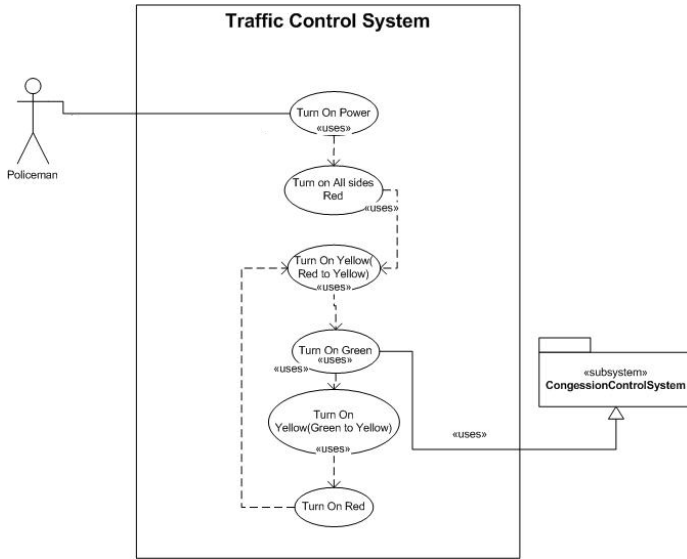 Traffic Control System
Policeman
Turn On Power
«uses»
Turn on All sides
Red
«uses»
Turn On Yellow(
Red to Yellow)
«uses»
Turn On Green
«uses»
«uses»
«subsystem»
CongessionControlSystem
Turn On
Yellow(Green to Yellow)
«uses»
«uses»
Turn On Red